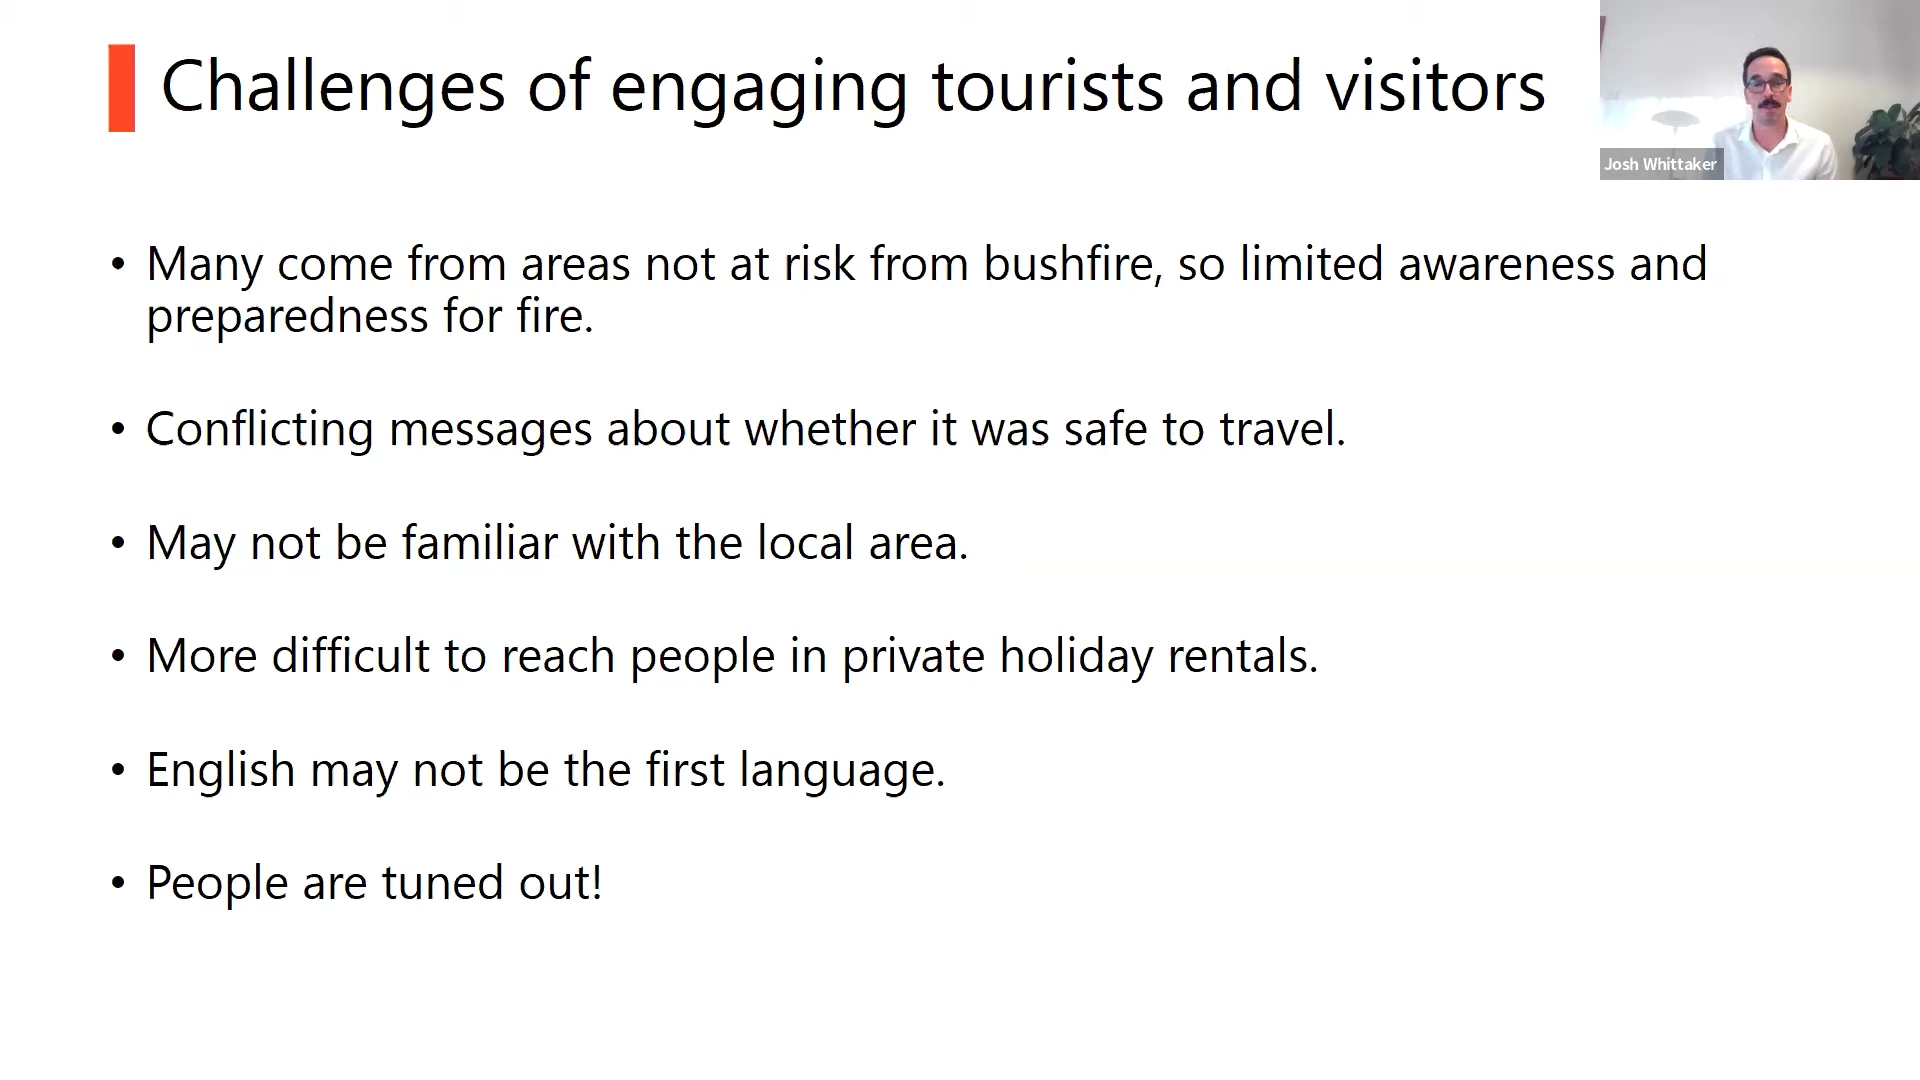 Challenges of engaging tourists and visitors
Josh Whittaker
• Many come from areas not at risk from bushfire, so limited awareness and
preparedness for fire.
• Conflicting messages about whether it was safe to travel.
• May not be familiar with the local area.
• More difficult to reach people in private holiday rentals.
• English may not be the first language.
• People are tuned out!